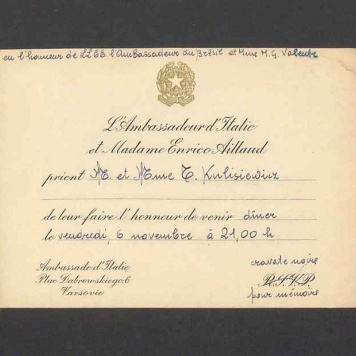 en l'honneur de LL EE l'Ambassadeur du Brésil et Mme M.G. Valente
L'Ambassadeur d'Italie
et Madame Enrico Aillaud
prient M. et Mme T. Kulisiewicz
de leur faire l'honneur de venir dîner
le vendredi, 6 novembre à 21,00 h
Ambassade d'Italie
Plac Dąbrowskiego, 6
Varsovie
cravate noire
R.S.V.P.
pour mémoire